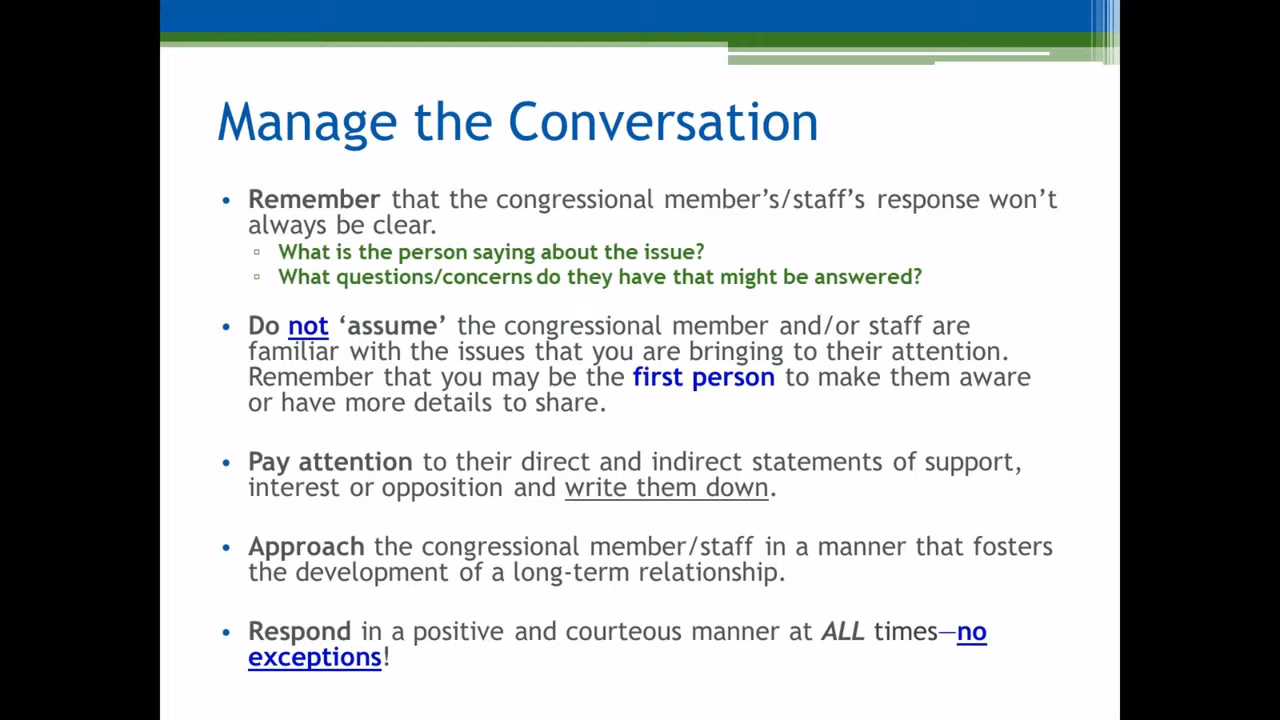 Manage the Conversation
• Remember that the congressional member’s/staff’s response won’t
always be clear.
▫ What is the person saying about the issue?
▫ What questions/concerns do they have that might be answered?
• Do not ‘assume’ the congressional member and/or staff are
familiar with the issues that you are bringing to their attention.
Remember that you may be the first person to make them aware
or have more details to share.
• Pay attention to their direct and indirect statements of support,
interest or opposition and write them down.
• Approach the congressional member/staff in a manner that fosters
the development of a long-term relationship.
• Respond in a positive and courteous manner at ALL times—no
exceptions!